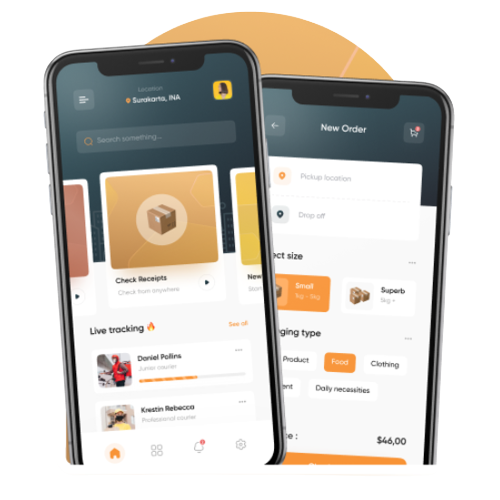 Location
Surakarta, INA
Search something...
Check Receipts
Check from anywhere
New
Live tracking 🔥
See all
Daniel Pollins
Junior courier
Krestin Rebecca
Professional courier
New Order
Pickup location
Drop off
ect size
Small
1kg - 5kg
Superb
5kg +
ging type
Product
Food
Clothing
ent
Daily necessities
e :
$46,00